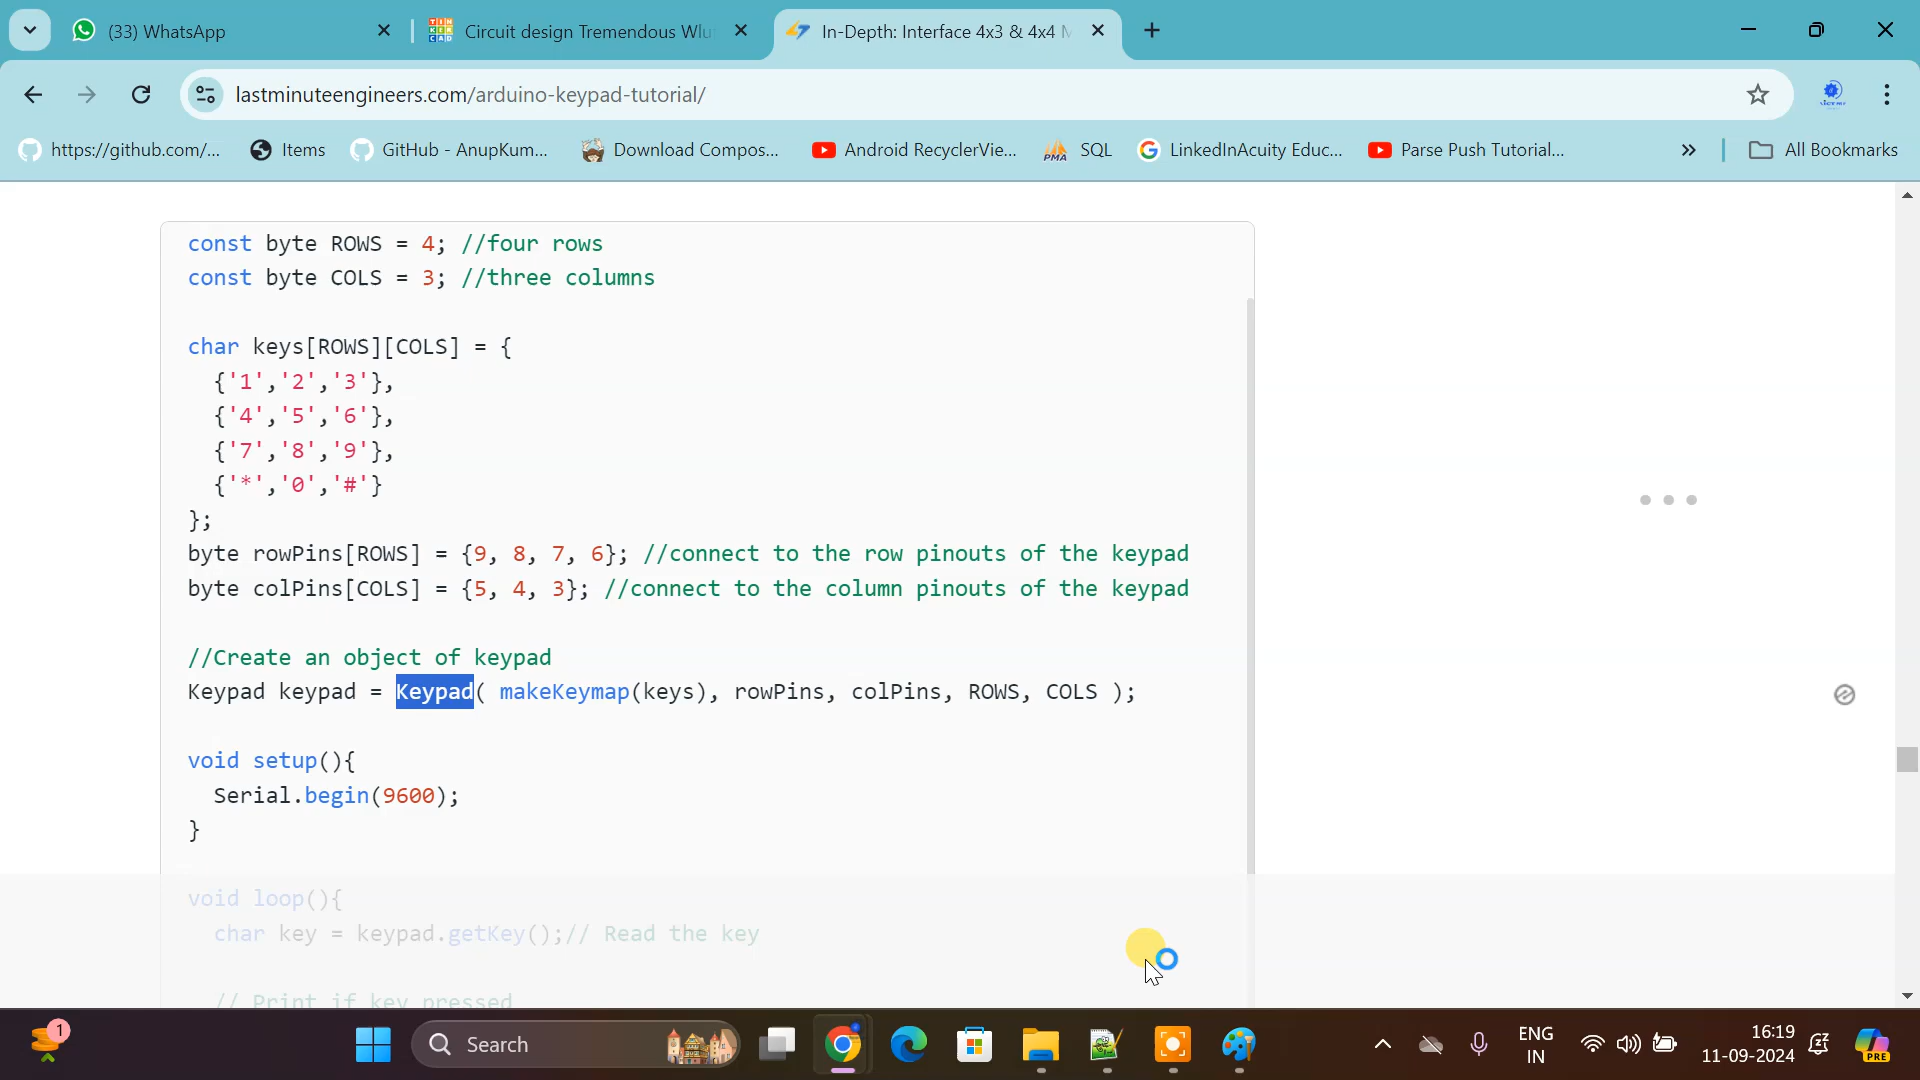 (33) WhatsApp
Circuit design Tremendous Wlu
In-Depth: Interface 4x3 & 4x4 M
lastminuteengineers.com/arduino-keypad-tutorial/
https://github.com/...
Items
GitHub - AnupKum...
Download Compos...
Android RecyclerVie...
SQL
LinkedInAcuity Educ...
Parse Push Tutorial...
»
All Bookmarks
const byte ROWS = 4; //four rows
const byte COLS = 3; //three columns
char keys[ROWS][COLS] = {
{'1','2','3'},
{'4','5','6'},
{'7','8','9'},
{'*','0','#'}
};
byte rowPins[ROWS] = {9, 8, 7, 6}; //connect to the row pinouts of the keypad
byte colPins[COLS] = {5, 4, 3}; //connect to the column pinouts of the keypad
//Create an object of keypad
Keypad keypad = Keypad( makeKeymap(keys), rowPins, colPins, ROWS, COLS );
void setup(){
Serial.begin(9600);
}
void loop(){
char key = keypad.getKey();// Read the key
// Print if key pressed
1
Search
ENG
IN
16:19
11-09-2024
PRE